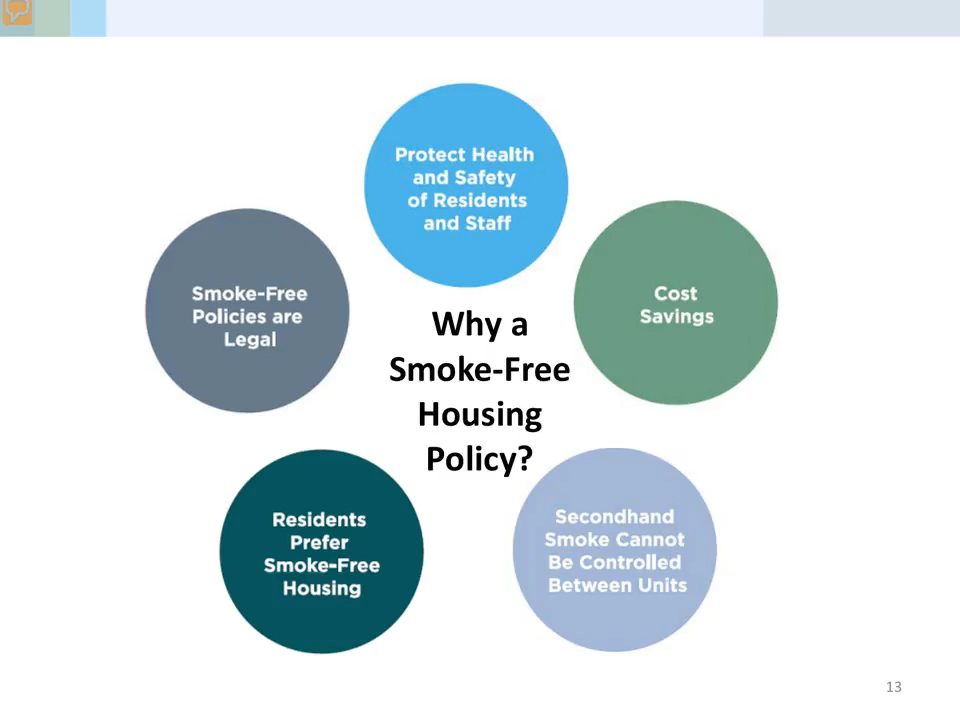 Protect Health
and Safety
of Residents
and Staff
Smoke-Free
Policies are
Legal
Cost
Savings
Why a
Smoke-Free
Housing
Policy?
Residents
Prefer
Smoke-Free
Housing
Secondhand
Smoke Cannot
Be Controlled
Between Units
13